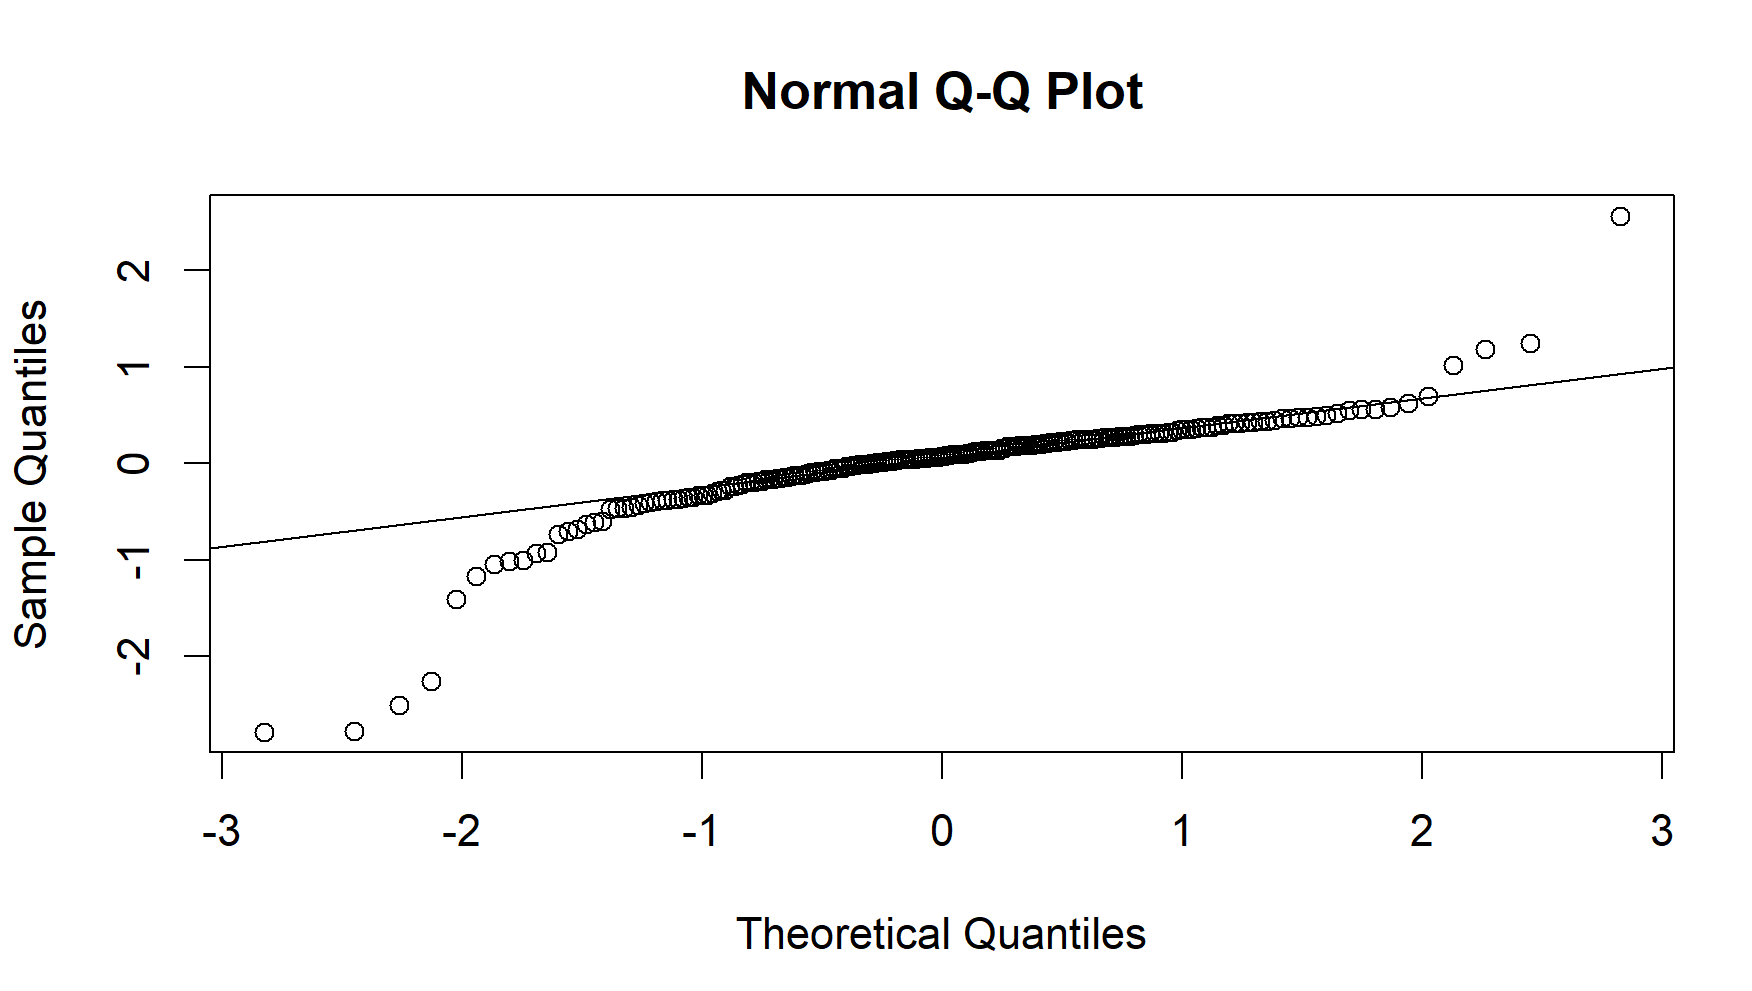 Normal Q-Q Plot
Sample Quantiles
2
1
0
-1
-2
-3 -2 -1 0 1 2 3
Theoretical Quantiles